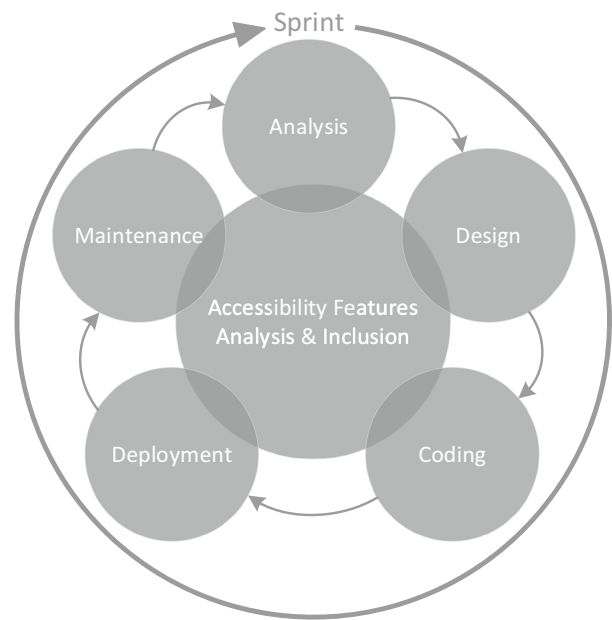 Sprint
Analysis
Maintenance
Design
Accessibility Features
Analysis & Inclusion
Deployment
Coding